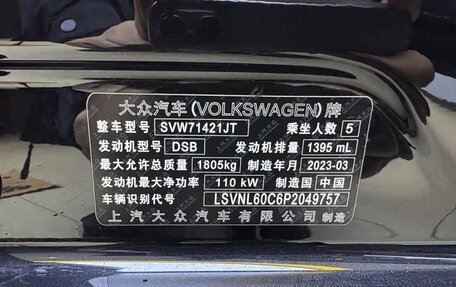 大众汽车(VOLKSWAGEN)牌
整车型号 SVW71421JT 乘坐人数 5
发动机型号 DSB 发动机排量 1395 mL
最大允许总质量 1805kg 制造年月 2023-03
发动机最大净功率 110 kW 制造国 中国
车辆识别代号 LSVNL60C6P2049757
上汽大众汽车有限公司 制造